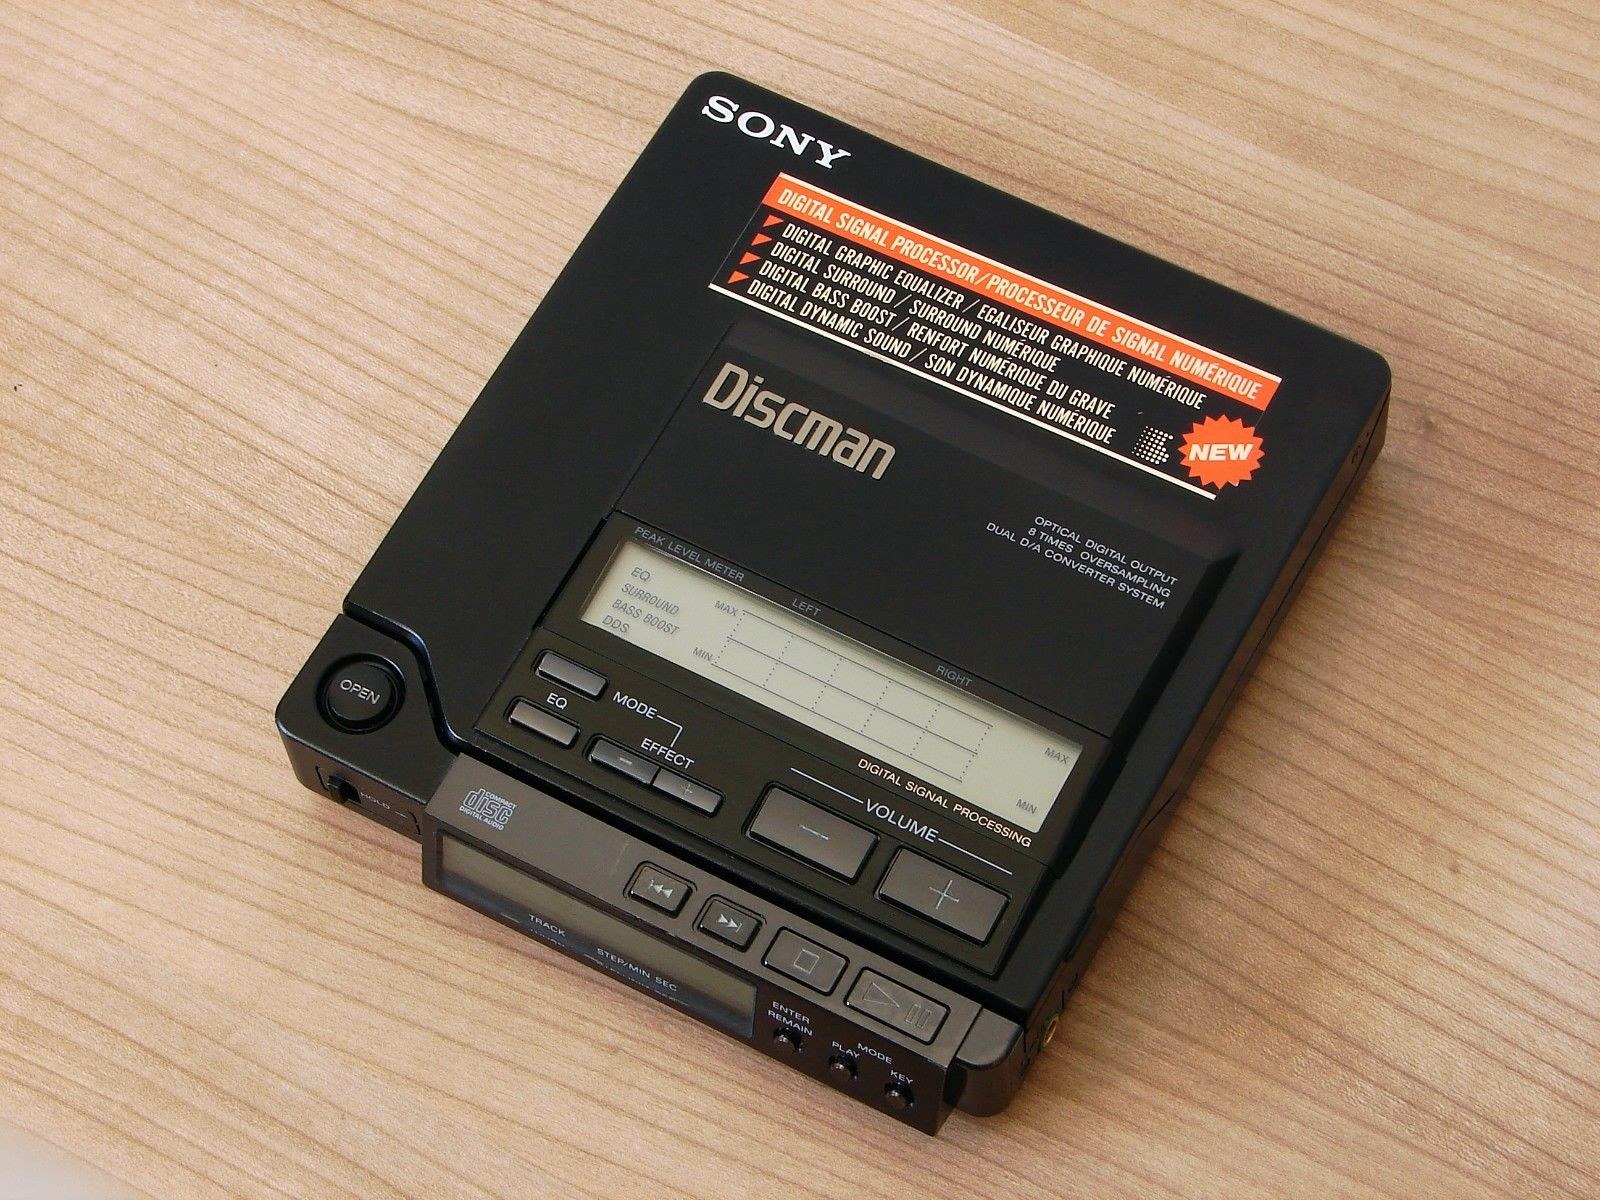 SONY
DIGITAL SIGNAL PROCESSOR/PROCESSEUR DE SIGNAL NUMERIQUE
DIGITAL GRAPHIC EQUALIZER / EGALISEUR GRAPHIQUE NUMÉRIQUE
DIGITAL SURROUND / SURROUND NUMÉRIQUE
DIGITAL BASS BOOST / RENFORT NUMÉRIQUE DU GRAVE
DIGITAL DYNAMIC SOUND / SON DYNAMIQUE NUMÉRIQUE
NEW
Discman
OPTICAL DIGITAL OUTPUT
8 TIMES OVERSAMPLING
DUAL D/A CONVERTER SYSTEM
PEAK LEVEL METER
LEFT
RIGHT
EQ
SURROUND
BASS BOOST
DDS
MAX
MIN
MAX
MIN
DIGITAL SIGNAL PROCESSING
OPEN
MODE
EQ
EFFECT
VOLUME
HOLD
COMPACT
disc
DIGITAL AUDIO
TRACK
STEP/MIN SEC
ENTER
REMAIN
PLAY MODE KEY